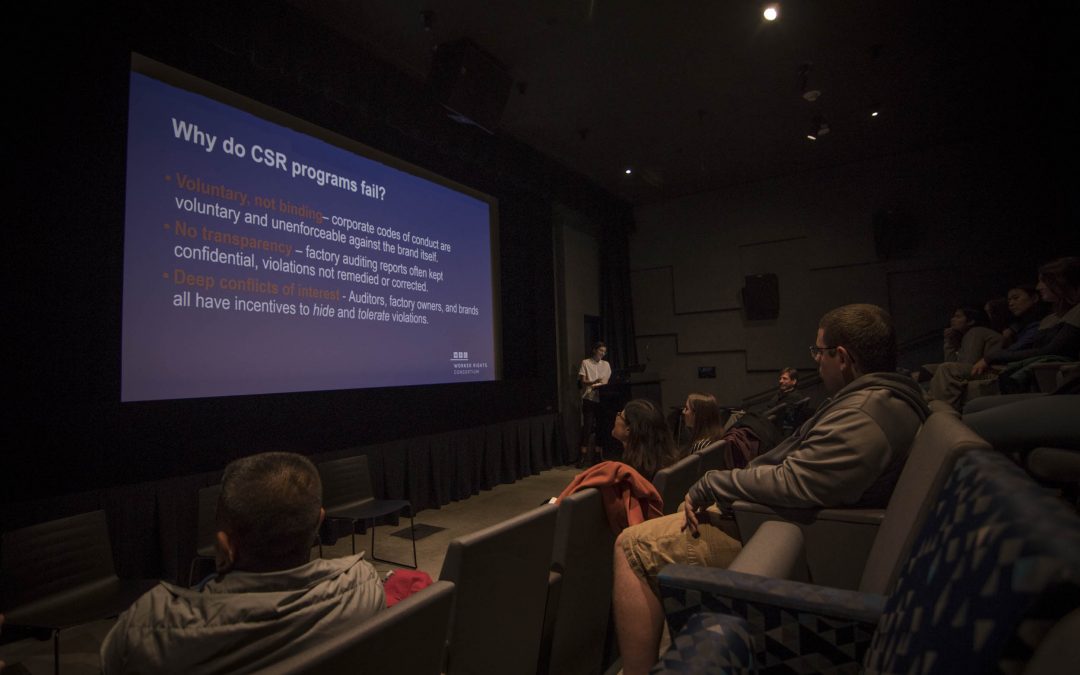 Why do CSR programs fail?
• Voluntary, not binding– corporate codes of conduct are
voluntary and unenforceable against the brand itself.
• No transparency – factory auditing reports often kept
confidential, violations not remedied or corrected.
• Deep conflicts of interest - Auditors, factory owners, and brands
all have incentives to hide and tolerate violations.
WORKER RIGHTS
CONSORTIUM